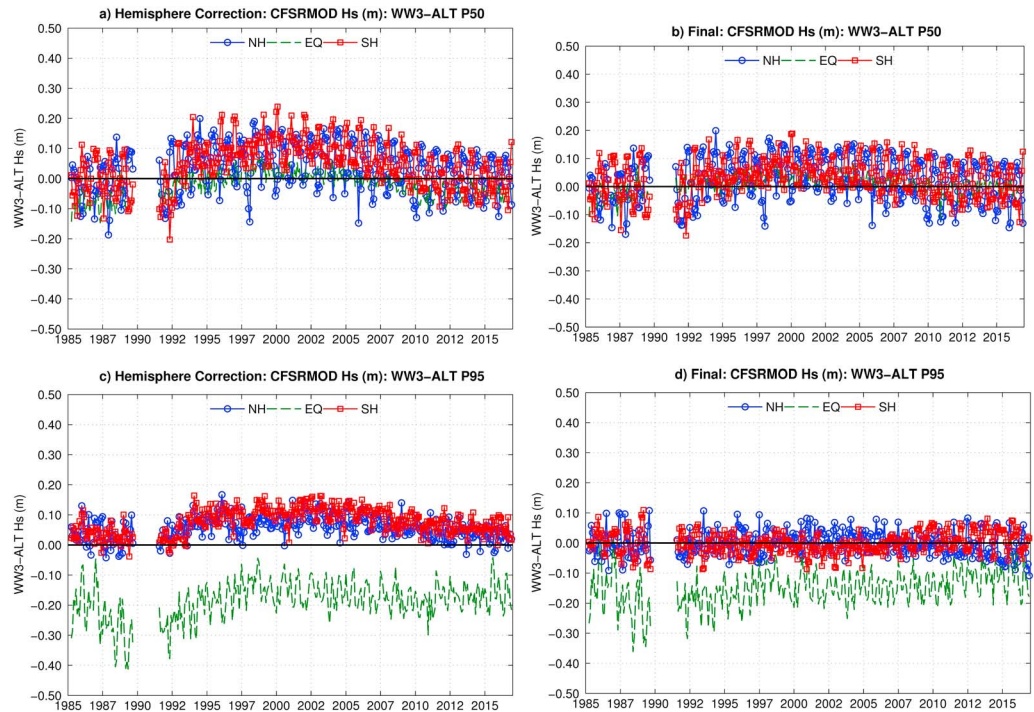 a) Hemisphere Correction: CFSRMOD Hs (m): WW3−ALT P50
NH EQ SH
WW3−ALT Hs (m)
0.50
0.40
0.30
0.20
0.10
0.00
−0.10
−0.20
−0.30
−0.40
−0.50
1985 1987 1990 1992 1995 1997 2000 2002 2005 2007 2010 2012 2015
b) Final: CFSRMOD Hs (m): WW3−ALT P50
NH EQ SH
WW3−ALT Hs (m)
0.50
0.40
0.30
0.20
0.10
0.00
−0.10
−0.20
−0.30
−0.40
−0.50
1985 1987 1990 1992 1995 1997 2000 2002 2005 2007 2010 2012 2015
c) Hemisphere Correction: CFSRMOD Hs (m): WW3−ALT P95
NH EQ SH
WW3−ALT Hs (m)
0.50
0.40
0.30
0.20
0.10
0.00
−0.10
−0.20
−0.30
−0.40
−0.50
1985 1987 1990 1992 1995 1997 2000 2002 2005 2007 2010 2012 2015
d) Final: CFSRMOD Hs (m): WW3−ALT P95
NH EQ SH
WW3−ALT Hs (m)
0.50
0.40
0.30
0.20
0.10
0.00
−0.10
−0.20
−0.30
−0.40
−0.50
1985 1987 1990 1992 1995 1997 2000 2002 2005 2007 2010 2012 2015